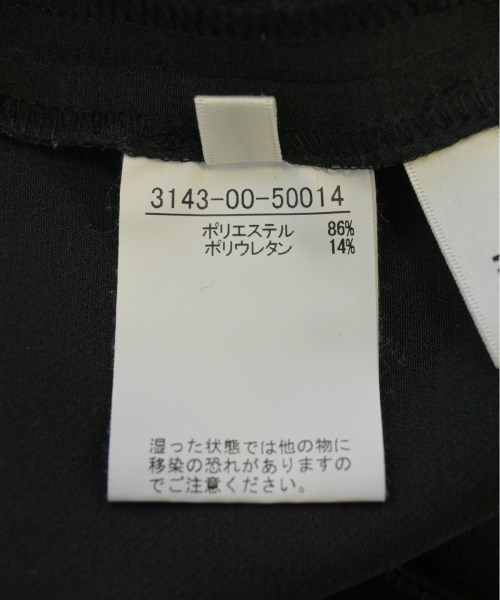 3143-00-50014
ポリエステル 86%
ポリウレタン 14%
湿った状態では他の物に
移染の恐れがありますの
でご注意ください。